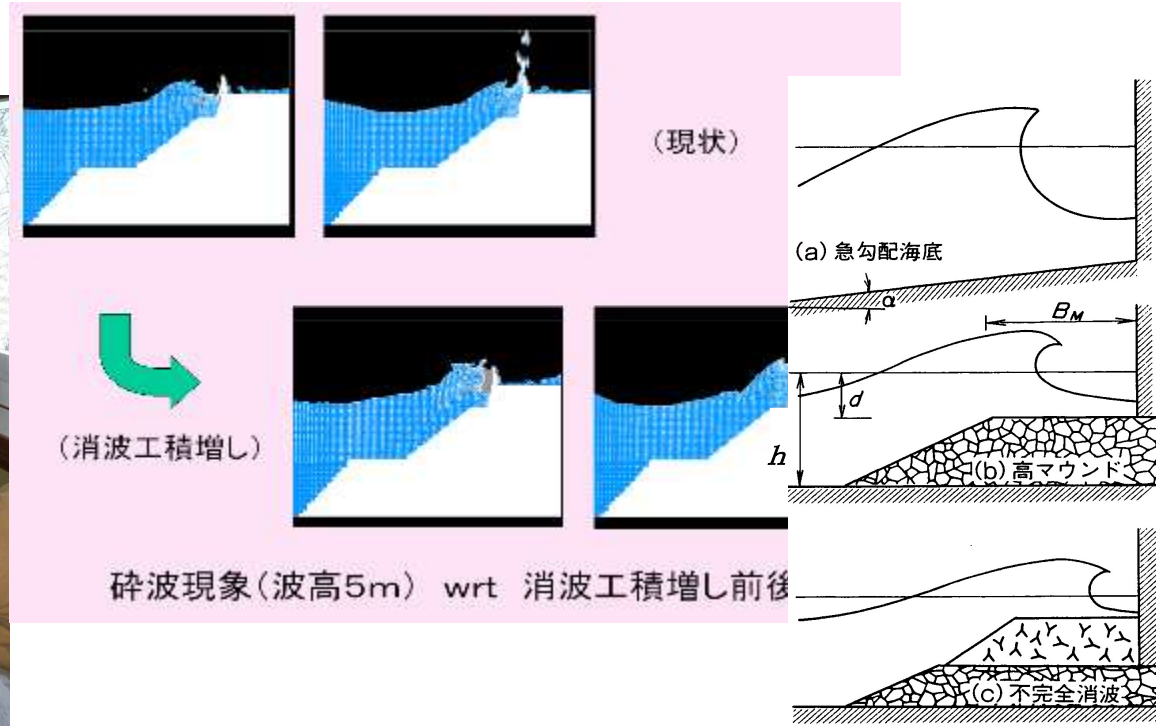 (現状)
(消波工積増し)
砕波現象(波高5m) wrt 消波工積増し前後
(a) 急勾配海底
α
B_M
d
h
(b) 高マウンド
(c) 不完全消波